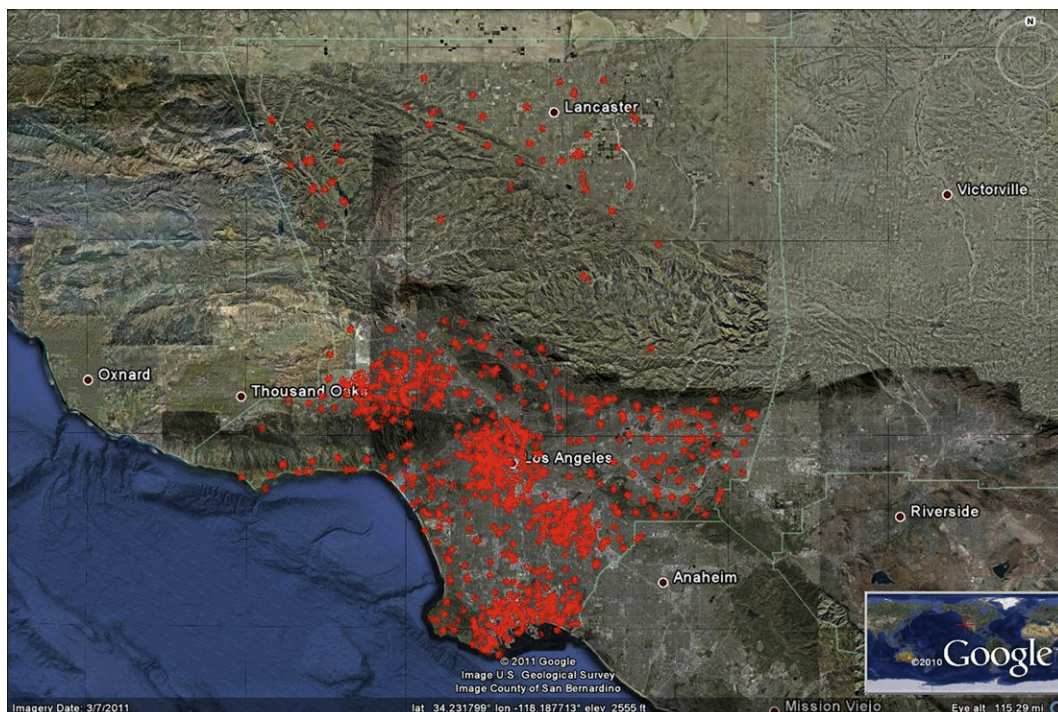 N
Lancaster
Victorville
Oxnard
Thousand Oaks
Los Angeles
Riverside
Anaheim
© 2011 Google
Image U.S. Geological Survey
Image County of San Bernardino
©2010 Google
Mission Viejo
Imagery Date: 3/7/2011
lat 34.231799° lon -118.187713° elev 2555 ft
Eye alt 115.29 mi